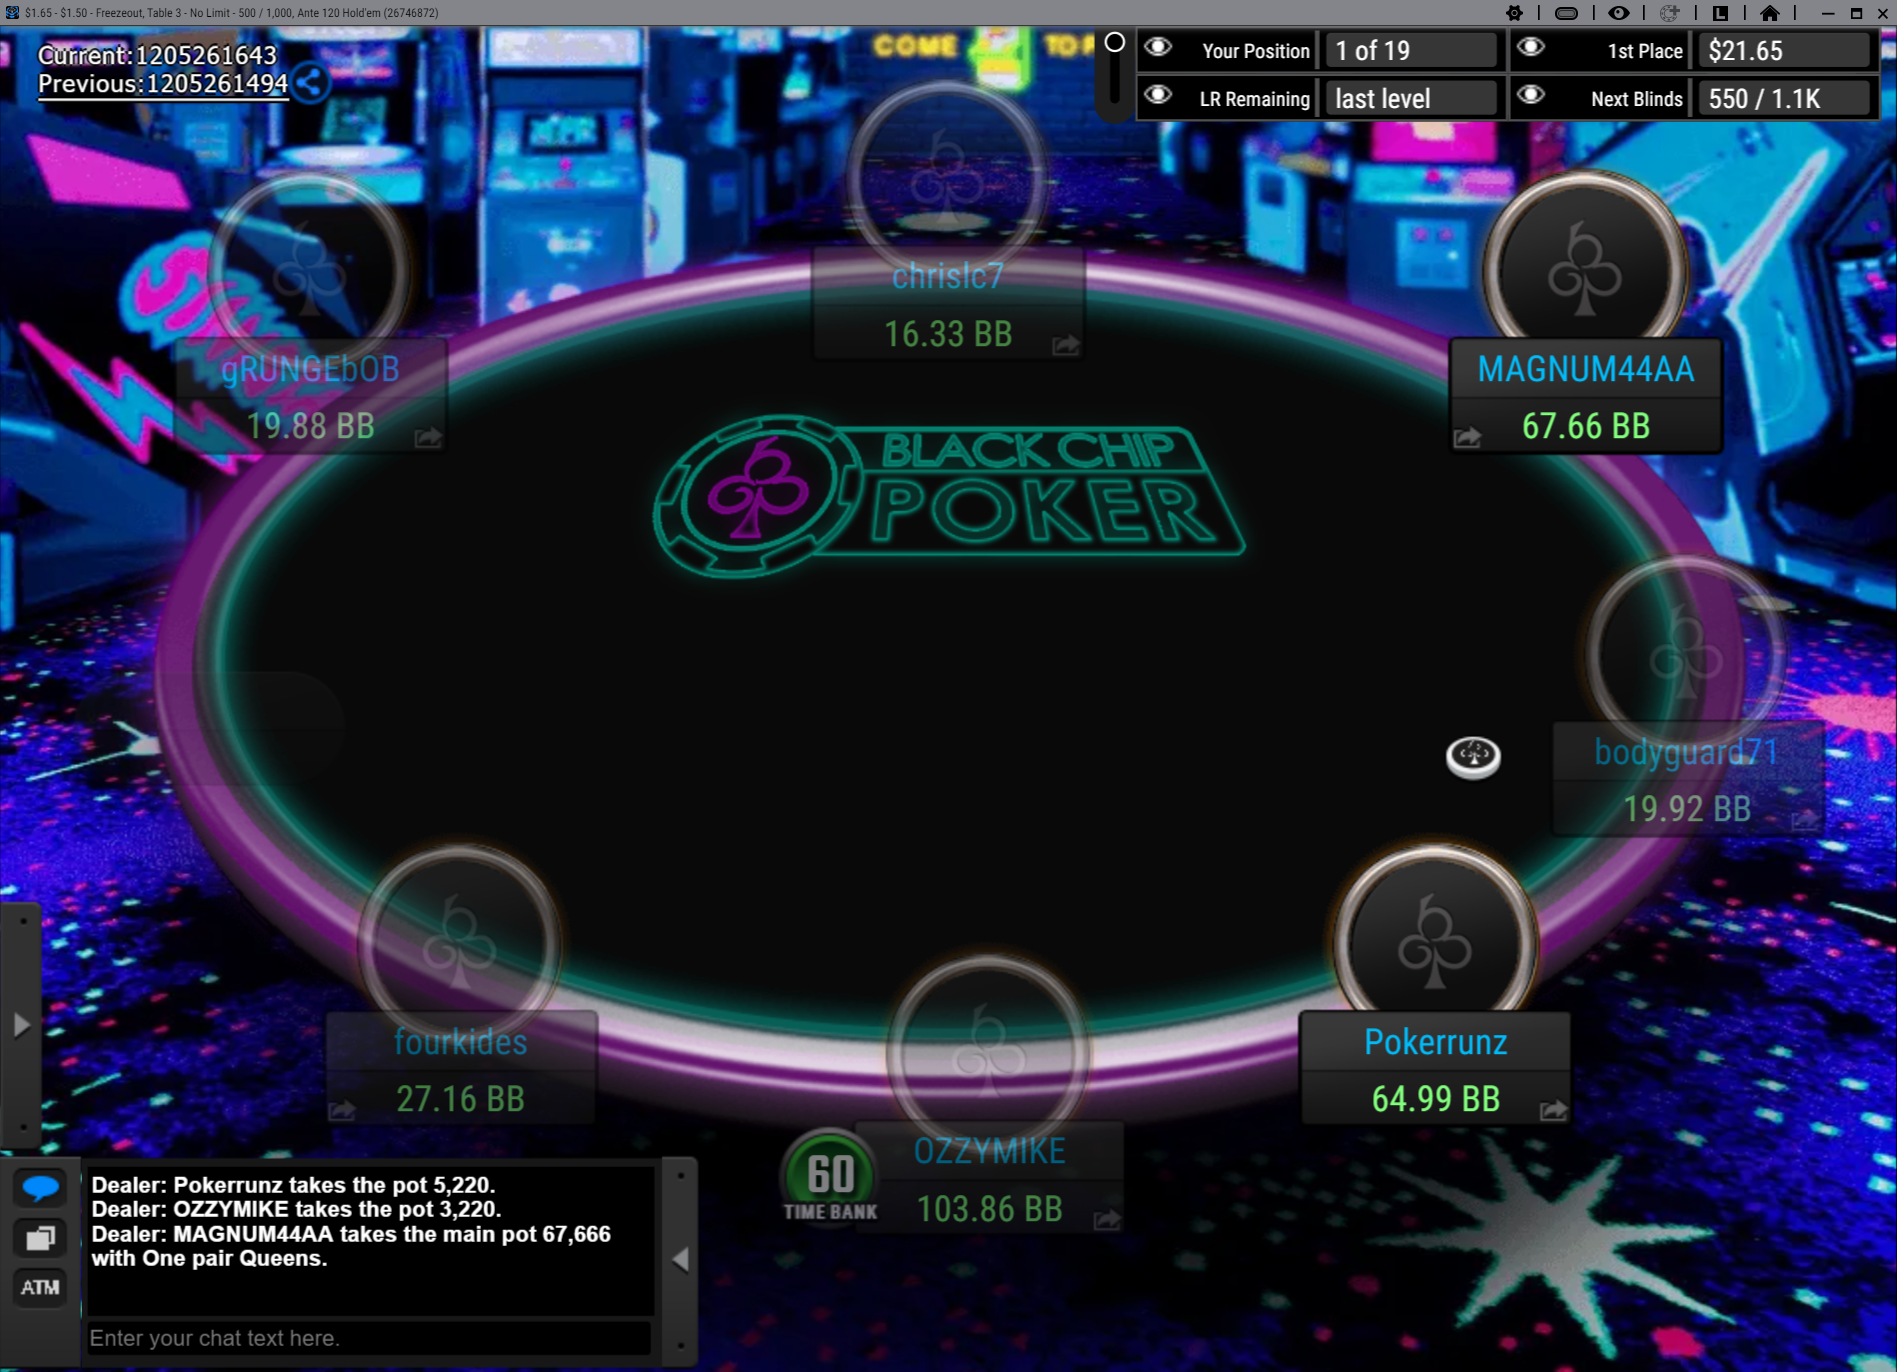 $1.65 - $1.50 - Freezeout, Table 3 - No Limit - 500 / 1,000, Ante 120 Hold'em (26746872)
Current:1205261643
Previous:1205261494
COME
Your Position
1 of 19
1st Place
$21.65
LR Remaining
last level
Next Blinds
550 / 1.1K
chrislc7
16.33 BB
gRUNGEbOB
19.88 BB
MAGNUM44AA
67.66 BB
BLACK CHIP
POKER
bodyguard71
19.92 BB
fourkides
27.16 BB
Pokerrunz
64.99 BB
60
TIME BANK
OZZYMIKE
103.86 BB
Dealer: Pokerrunz takes the pot 5,220.
Dealer: OZZYMIKE takes the pot 3,220.
Dealer: MAGNUM44AA takes the main pot 67,666
with One pair Queens.
ATM
Enter your chat text here.